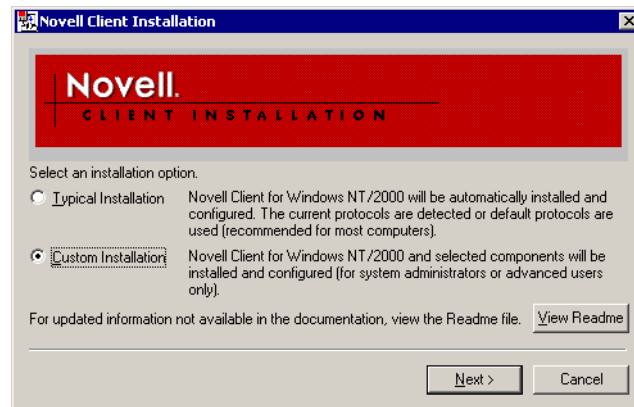 Novell Client Installation
Novell.
CLIENT INSTALLATION
Select an installation option.
Typical Installation
Novell Client for Windows NT/2000 will be automatically installed and
configured. The current protocols are detected or default protocols are
used (recommended for most computers).
Custom Installation
Novell Client for Windows NT/2000 and selected components will be
installed and configured (for system administrators or advanced users
only).
For updated information not available in the documentation, view the Readme file.
View Readme
Next >
Cancel